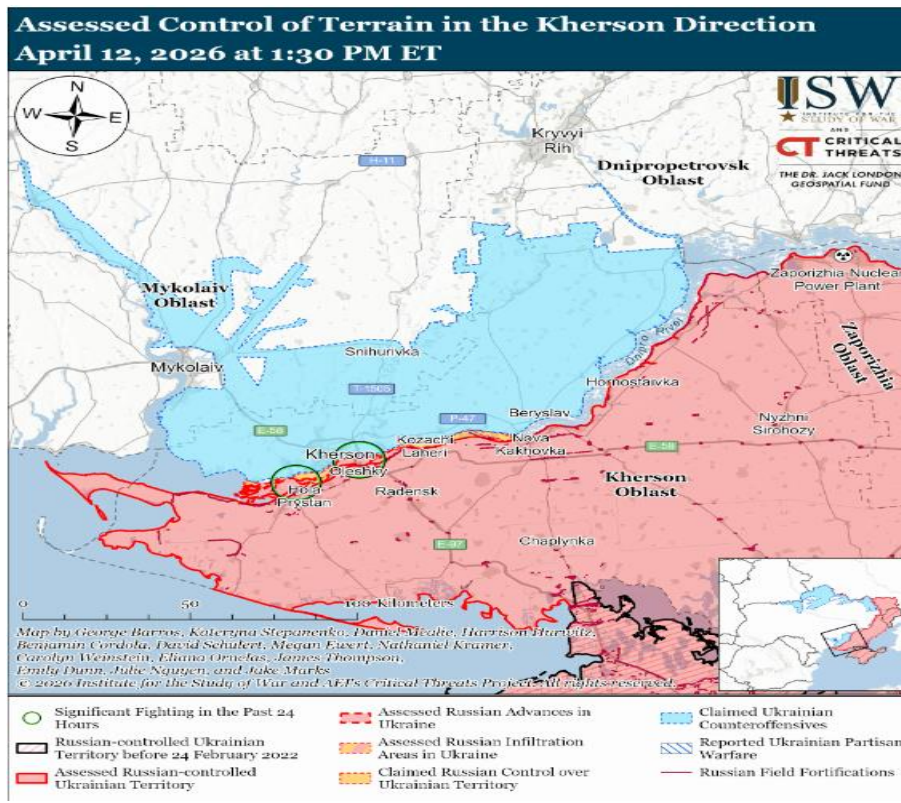 Assessed Control of Terrain in the Kherson Direction
April 12, 2026 at 1:30 PM ET
N
W E
S
ISW
INSTITUTE FOR THE
STUDY OF WAR
AND
CT CRITICAL
THREATS
THE DR. JACK LONDON
GEOSPATIAL FUND
Kryvyi
Rih
H-11
Dnipropetrovsk
Oblast
Zaporizhia Nuclear
Power Plant
Mykolaiv
Oblast
Zaporizhia
Oblast
Snihurivka
Mykolaiv
Dnipro River
Hornostaivka
T-1505
Beryslav
P-47
E-58
Nyzhni
Sirohozy
Kozachi
Laheri
Nova
Kakhovka
E-58
Kherson
Oleshky
Kherson
Oblast
Hola
Prystan
Radensk
Chaplynka
E-97
0 50 100 Kilometers
Map by George Barros, Kateryna Stepanenko, Daniel Mealie, Harrison Hurwitz,
Benjamin Cordola, David Schulert, Megan Ewert, Nathaniel Kramer,
Carolyn Weinstein, Eliana Ornelas, James Thompson,
Emily Dunn, Julie Nguyen, and Jake Marks
© 2026 Institute for the Study of War and AEI's Critical Threats Project. All rights reserved.
Significant Fighting in the Past 24
Hours
Russian-controlled Ukrainian
Territory before 24 February 2022
Assessed Russian-controlled
Ukrainian Territory
Assessed Russian Advances in
Ukraine
Assessed Russian Infiltration
Areas in Ukraine
Claimed Russian Control over
Ukrainian Territory
Claimed Ukrainian
Counteroffensives
Reported Ukrainian Partisan
Warfare
Russian Field Fortifications